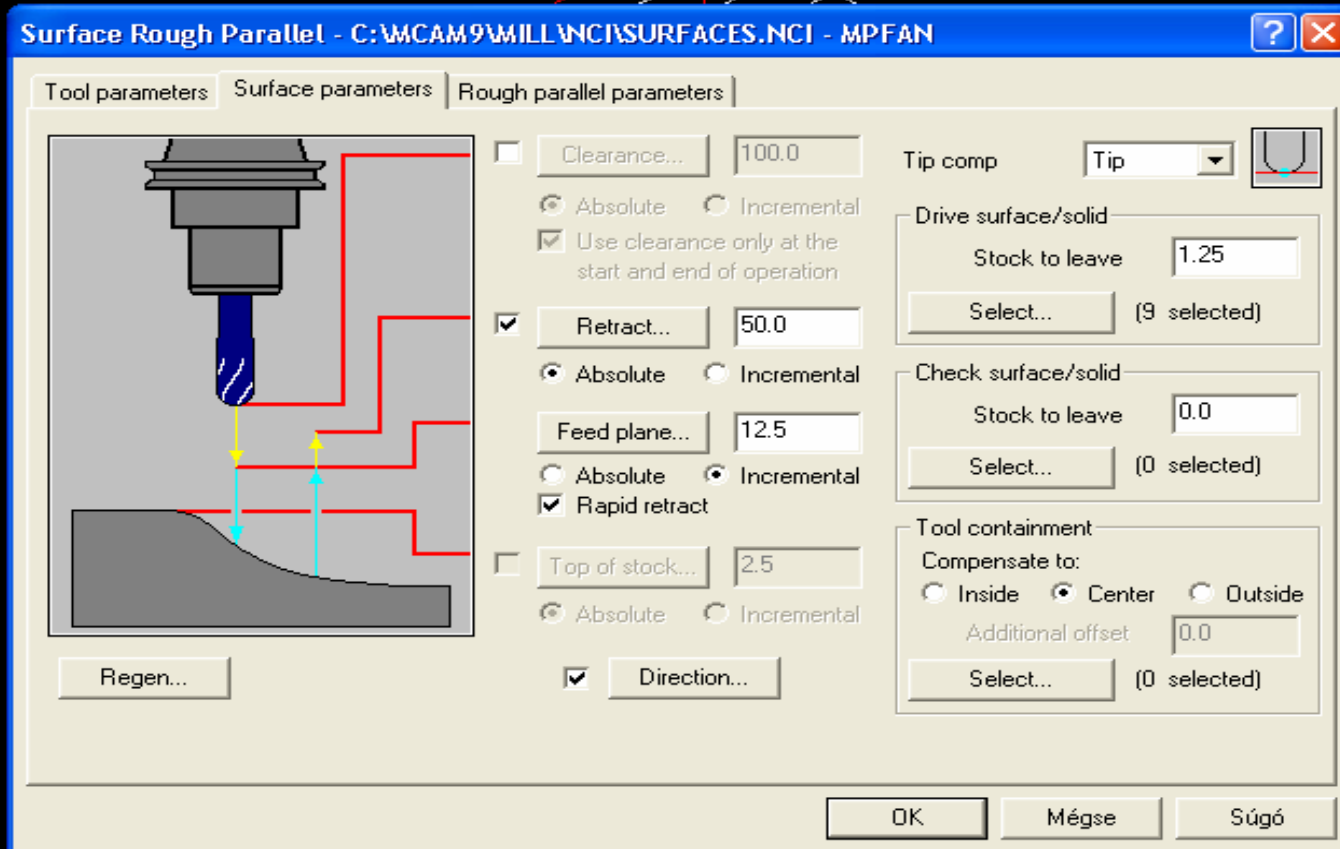 Surface Rough Parallel - C:\MCAM9\MILL\NCI\SURFACES.NCI - MPFAN
Tool parameters
Surface parameters
Rough parallel parameters
Clearance...
100.0
Absolute
Incremental
Use clearance only at the
start and end of operation
Retract...
50.0
Absolute
Incremental
Feed plane...
12.5
Absolute
Incremental
Rapid retract
Top of stock...
2.5
Absolute
Incremental
Regen...
Direction...
Tip comp
Tip
Drive surface/solid
Stock to leave
1.25
Select...
(9 selected)
Check surface/solid
Stock to leave
0.0
Select...
(0 selected)
Tool containment
Compensate to:
Inside
Center
Outside
Additional offset
0.0
Select...
(0 selected)
OK
Mégse
Súgó